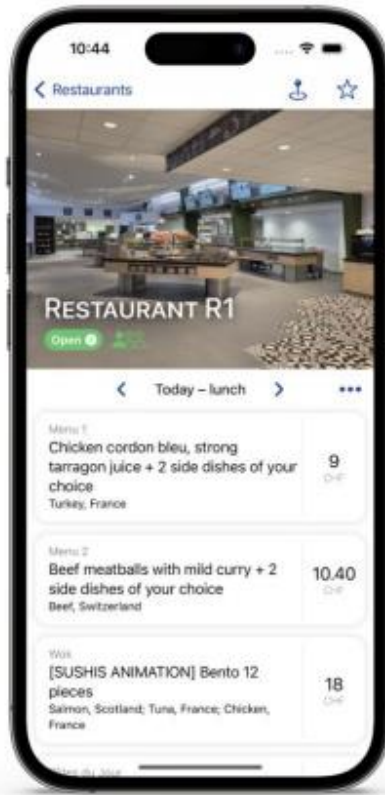 10:44
Restaurants
RESTAURANT R1
Open
Today – lunch
Menu 1
Chicken cordon bleu, strong
tarragon juice + 2 side dishes of your
choice
Turkey, France
9
CHF
Menu 2
Beef meatballs with mild curry + 2
side dishes of your choice
Beef, Switzerland
10.40
CHF
Wok
[SUSHIS ANIMATION] Bento 12
pieces
Salmon, Scotland; Tuna, France; Chicken,
France
18
CHF
du Jour